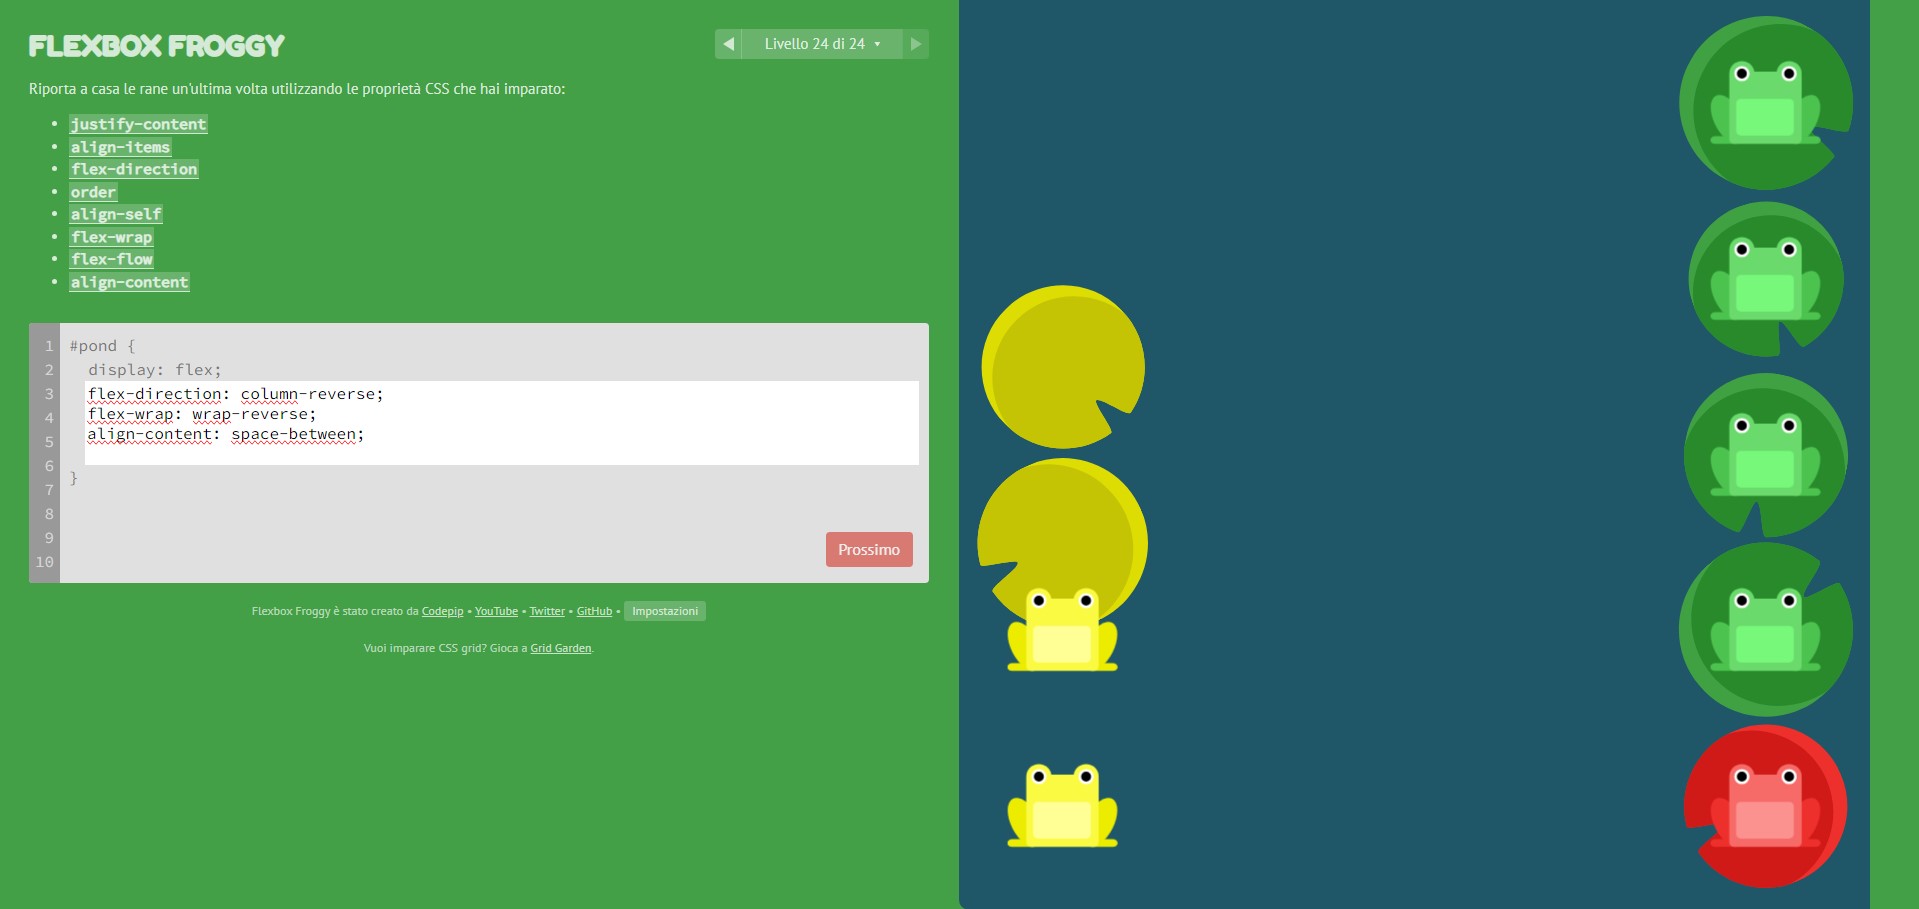 FLEXBOX FROGGY
Livello 24 di 24
Riporta a casa le rane un'ultima volta utilizzando le proprietà CSS che hai imparato:
justify-content
align-items
flex-direction
order
align-self
flex-wrap
flex-flow
align-content
1 #pond {
2 display: flex;
3 flex-direction: column-reverse;
4 flex-wrap: wrap-reverse;
5 align-content: space-between;
6
7 }
8
9
10
Prossimo
Flexbox Froggy è stato creato da Codepip • YouTube • Twitter • GitHub • Impostazioni
Vuoi imparare CSS grid? Gioca a Grid Garden.